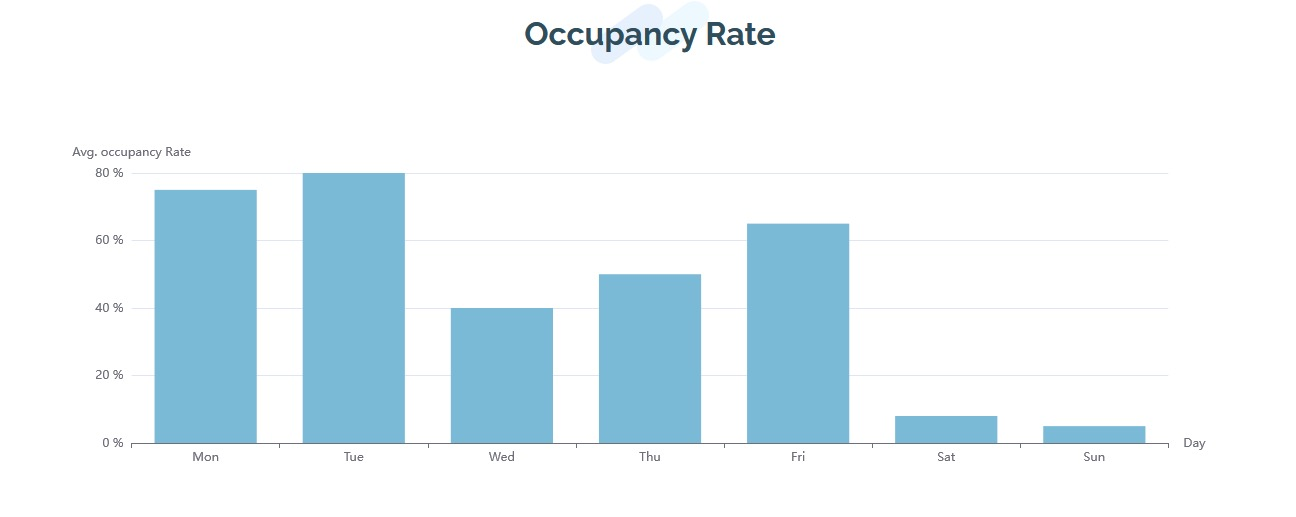 Occupancy Rate
Avg. occupancy Rate
80 %
60 %
40 %
20 %
0 %
Mon Tue Wed Thu Fri Sat Sun Day